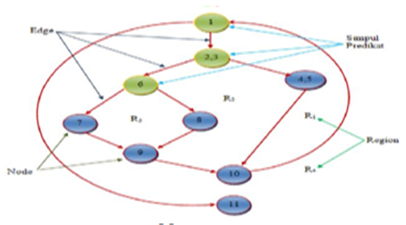 1
Edge
Simpul
Predikat
2,3
6
4,5
R₂
R₃
7
8
R₁
Region
9
Node
10
R₄
11